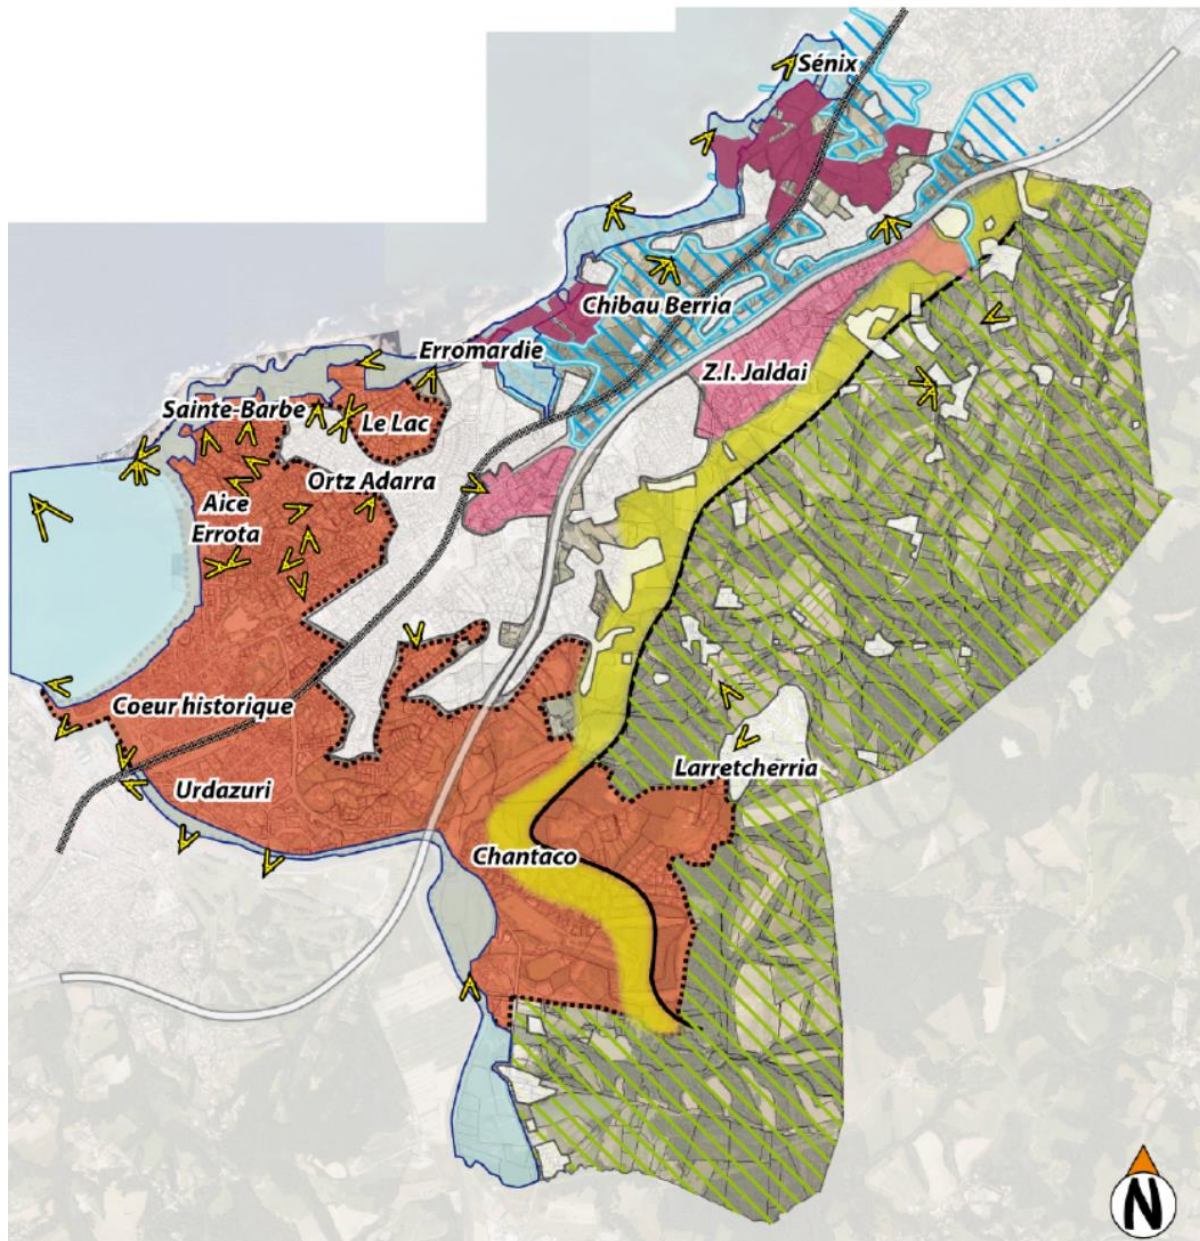 Sénix
Chibau Berria
Erromardie
Z.I. Jaldai
Sainte-Barbe
Le Lac
Ortz Adarra
Aice
Errota
Coeur historique
Larretcherria
Urdazuri
Chantaco
N